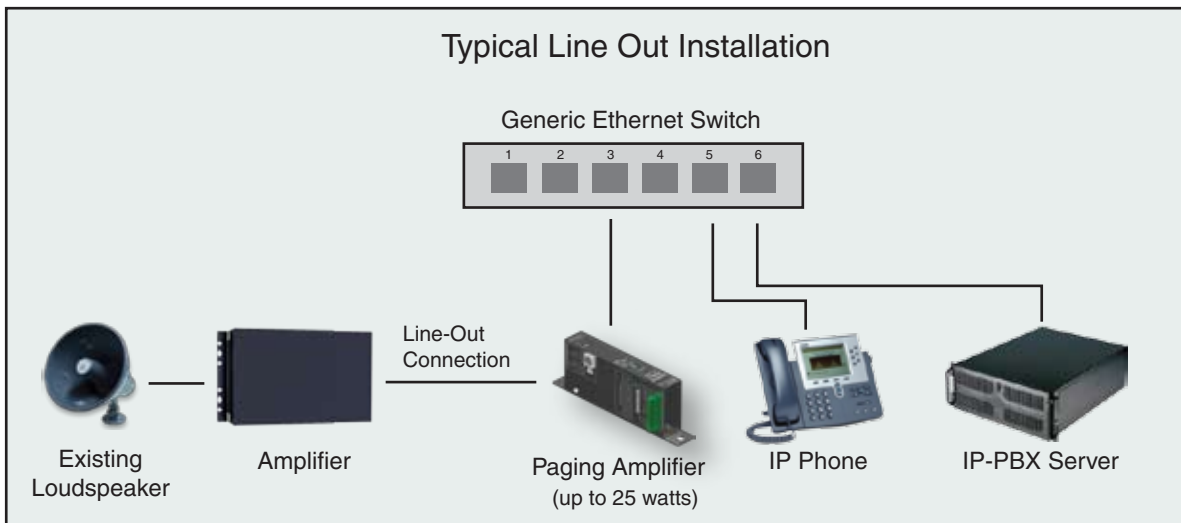 Typical Line Out Installation
Generic Ethernet Switch
1 2 3 4 5 6
Line-Out
Connection
Existing
Loudspeaker
Amplifier
Paging Amplifier
(up to 25 watts)
IP Phone
IP-PBX Server